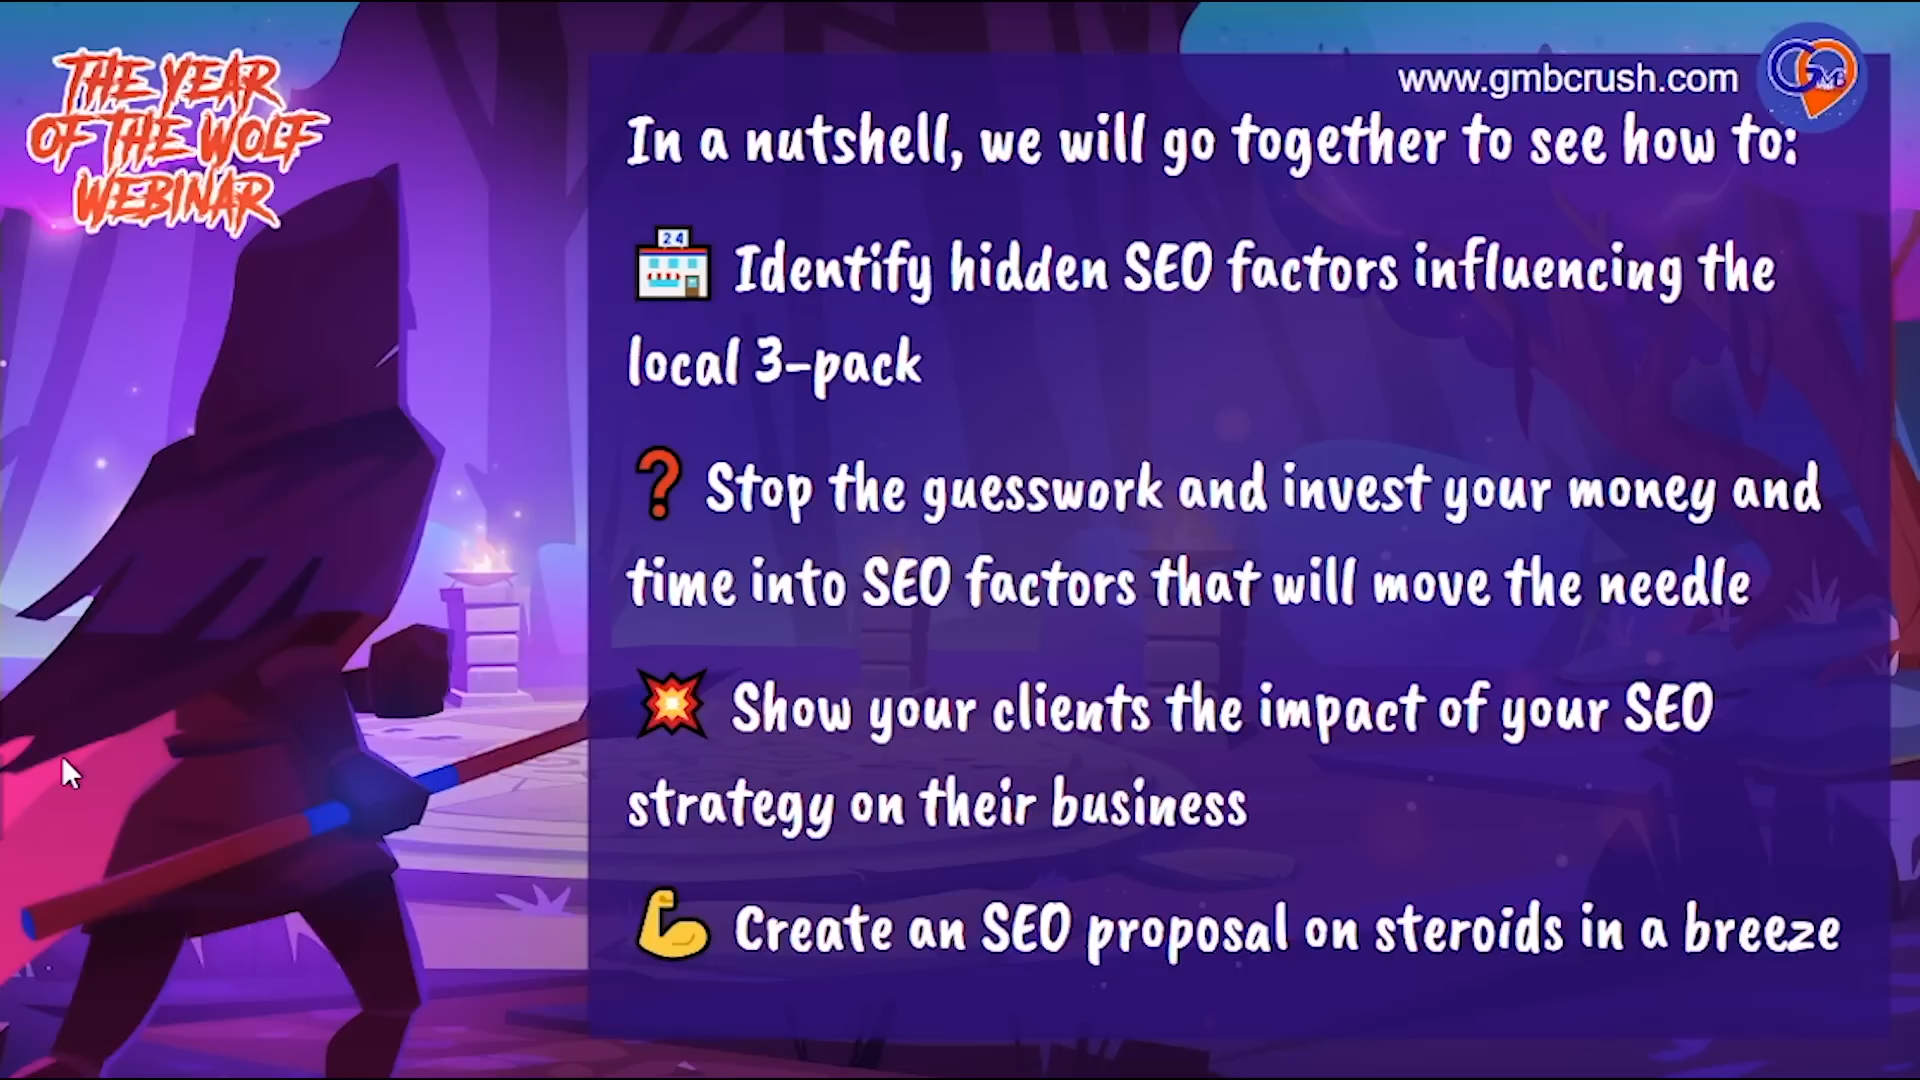 THE YEAR
OF THE WOLF
WEBINAR
www.gmbcrush.com
In a nutshell, we will go together to see how to:
24
Identify hidden SEO factors influencing the
local 3-pack
❓ Stop the guesswork and invest your money and
time into SEO factors that will move the needle
💥 Show your clients the impact of your SEO
strategy on their business
💪 Create an SEO proposal on steroids in a breeze